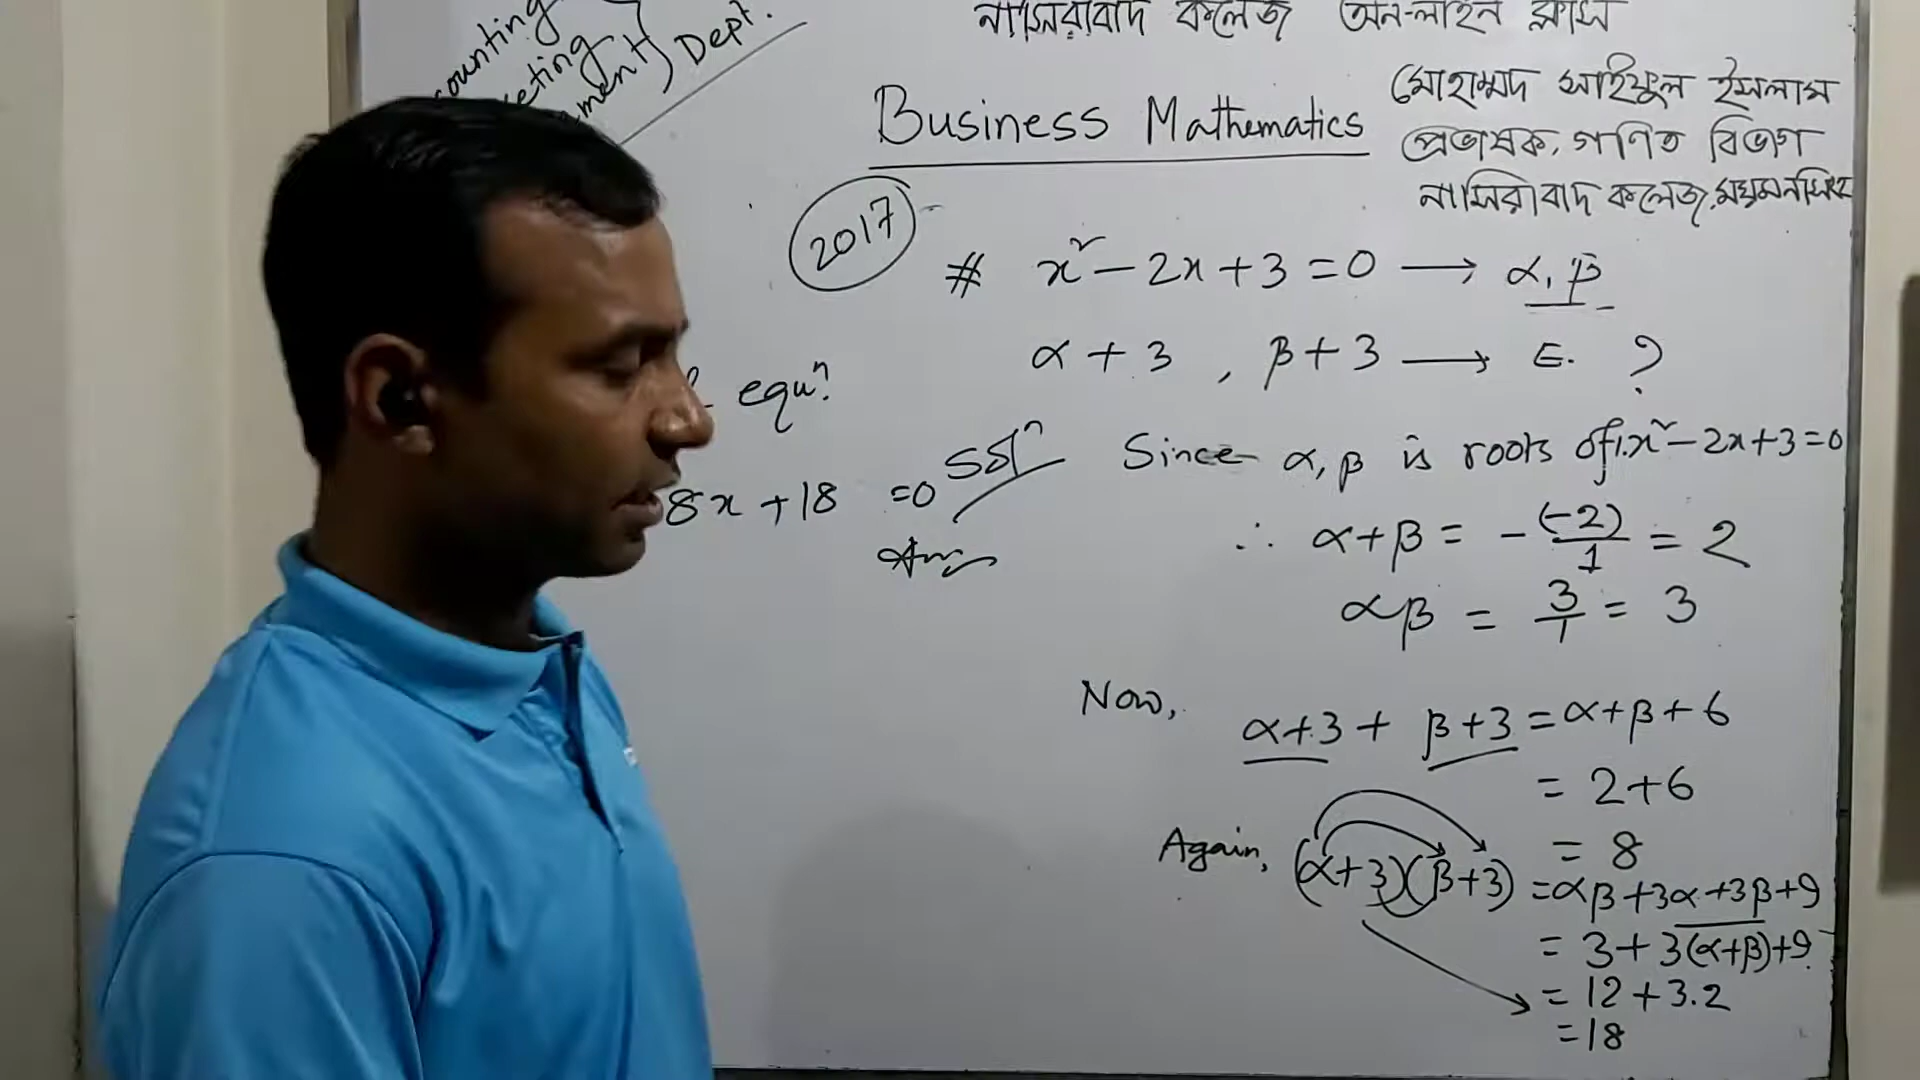 নাসিরাবাদ কলেজ অন-লাইন ক্লাস
Dept.
Business Mathematics
মোহাম্মদ সাইফুল ইসলাম
প্রভাষক, গণিত বিভাগ
নাসিরাবাদ কলেজ, ময়মনসিংহ
2017
# x² - 2x + 3 = 0 → α, β
α + 3 , β + 3 → E. ?
equⁿ.
8x + 18 = 0
Ans
Solⁿ
Since α, β is roots of 1.x² - 2x + 3 = 0
∴ α + β = - (-2)/1 = 2
αβ = 3/1 = 3
Now, α + 3 + β + 3 = α + β + 6
= 2 + 6
= 8
Again, (α + 3)(β + 3) = αβ + 3α + 3β + 9
= 3 + 3(α + β) + 9
= 12 + 3.2
= 18